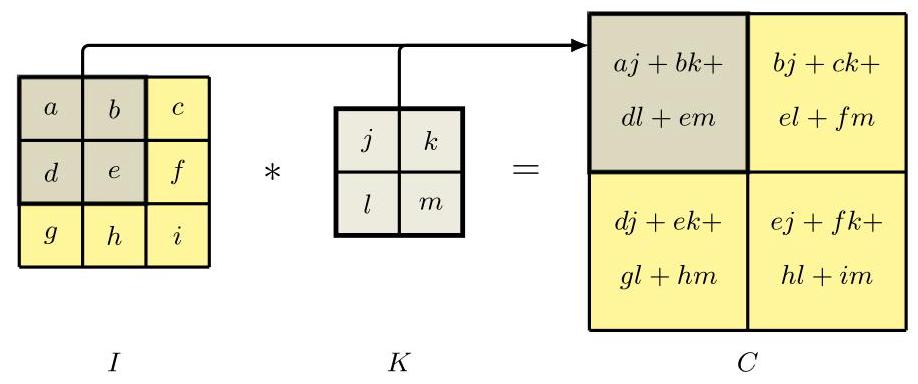 a b c
d e f
g h i
*
j k
l m
=
aj + bk+
dl + em
bj + ck+
el + fm
dj + ek+
gl + hm
ej + fk+
hl + im
I
K
C